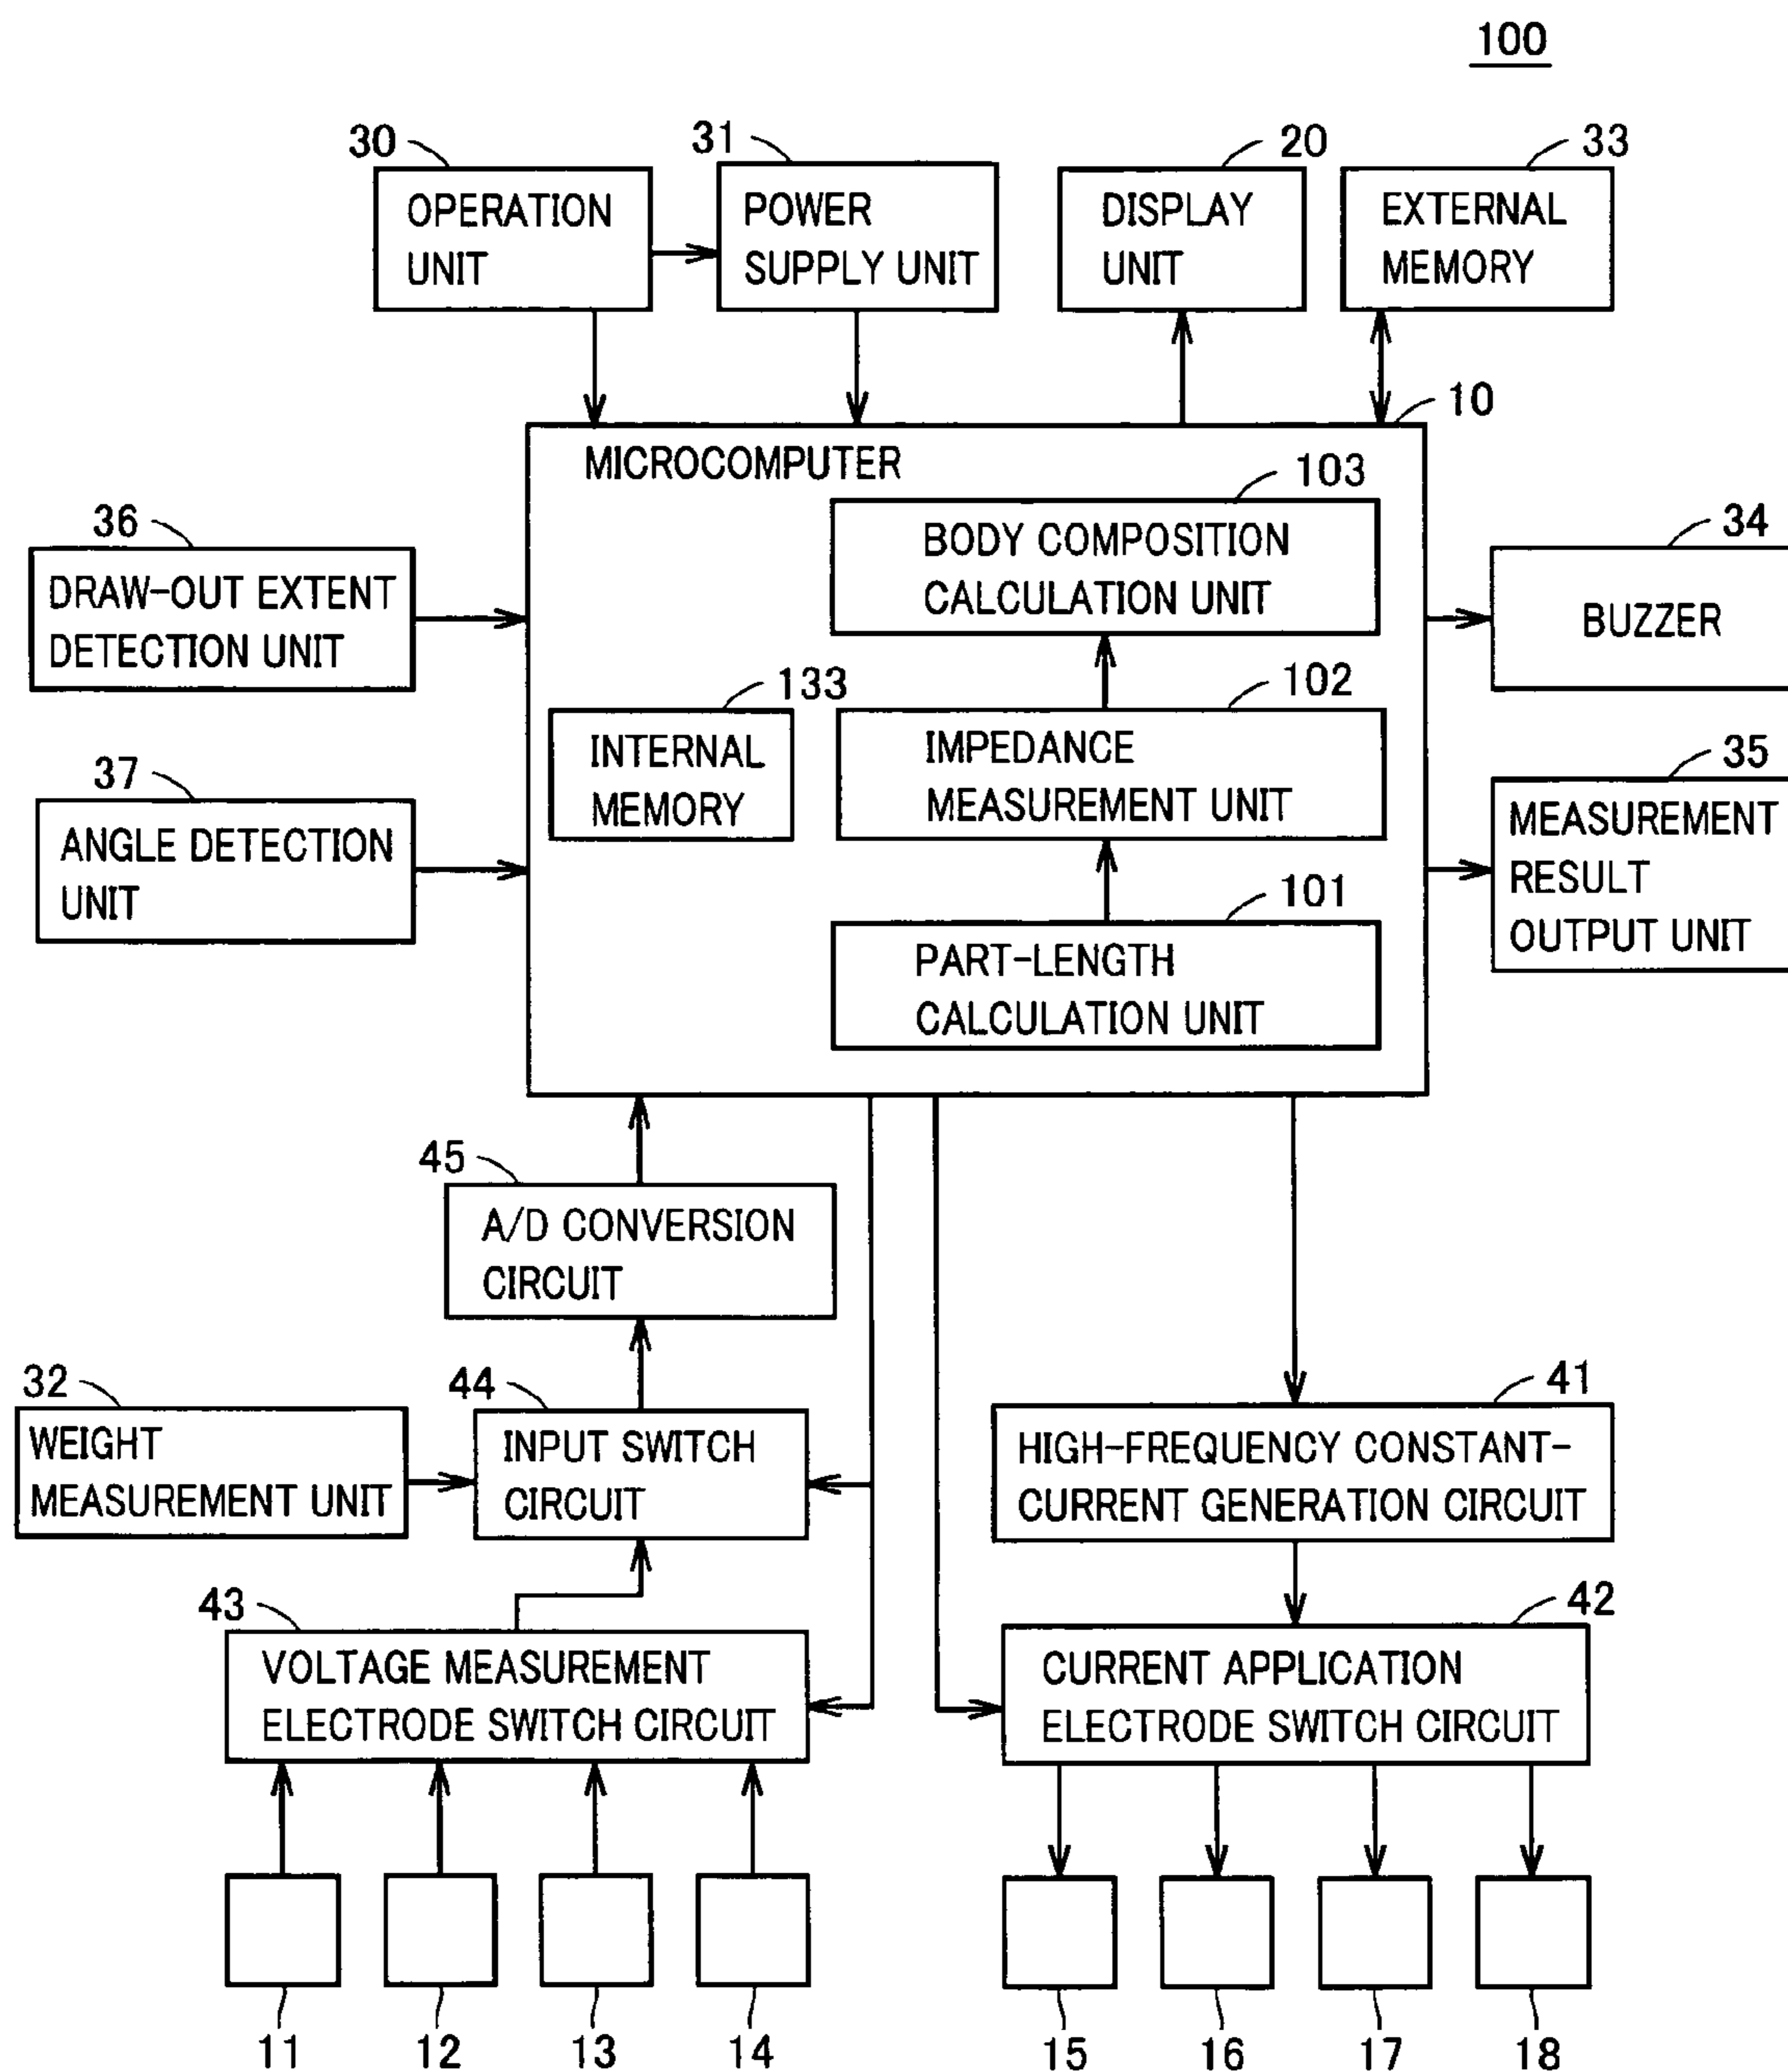 100
30
31
20
33
OPERATION
UNIT
POWER
SUPPLY UNIT
DISPLAY
UNIT
EXTERNAL
MEMORY
10
MICROCOMPUTER
103
BODY COMPOSITION
CALCULATION UNIT
36
DRAW-OUT EXTENT
DETECTION UNIT
34
BUZZER
133
INTERNAL
MEMORY
102
IMPEDANCE
MEASUREMENT UNIT
37
ANGLE DETECTION
UNIT
35
MEASUREMENT
RESULT
OUTPUT UNIT
101
PART-LENGTH
CALCULATION UNIT
45
A/D CONVERSION
CIRCUIT
32
WEIGHT
MEASUREMENT UNIT
44
INPUT SWITCH
CIRCUIT
41
HIGH-FREQUENCY CONSTANT-
CURRENT GENERATION CIRCUIT
43
VOLTAGE MEASUREMENT
ELECTRODE SWITCH CIRCUIT
42
CURRENT APPLICATION
ELECTRODE SWITCH CIRCUIT
11
12
13
14
15
16
17
18